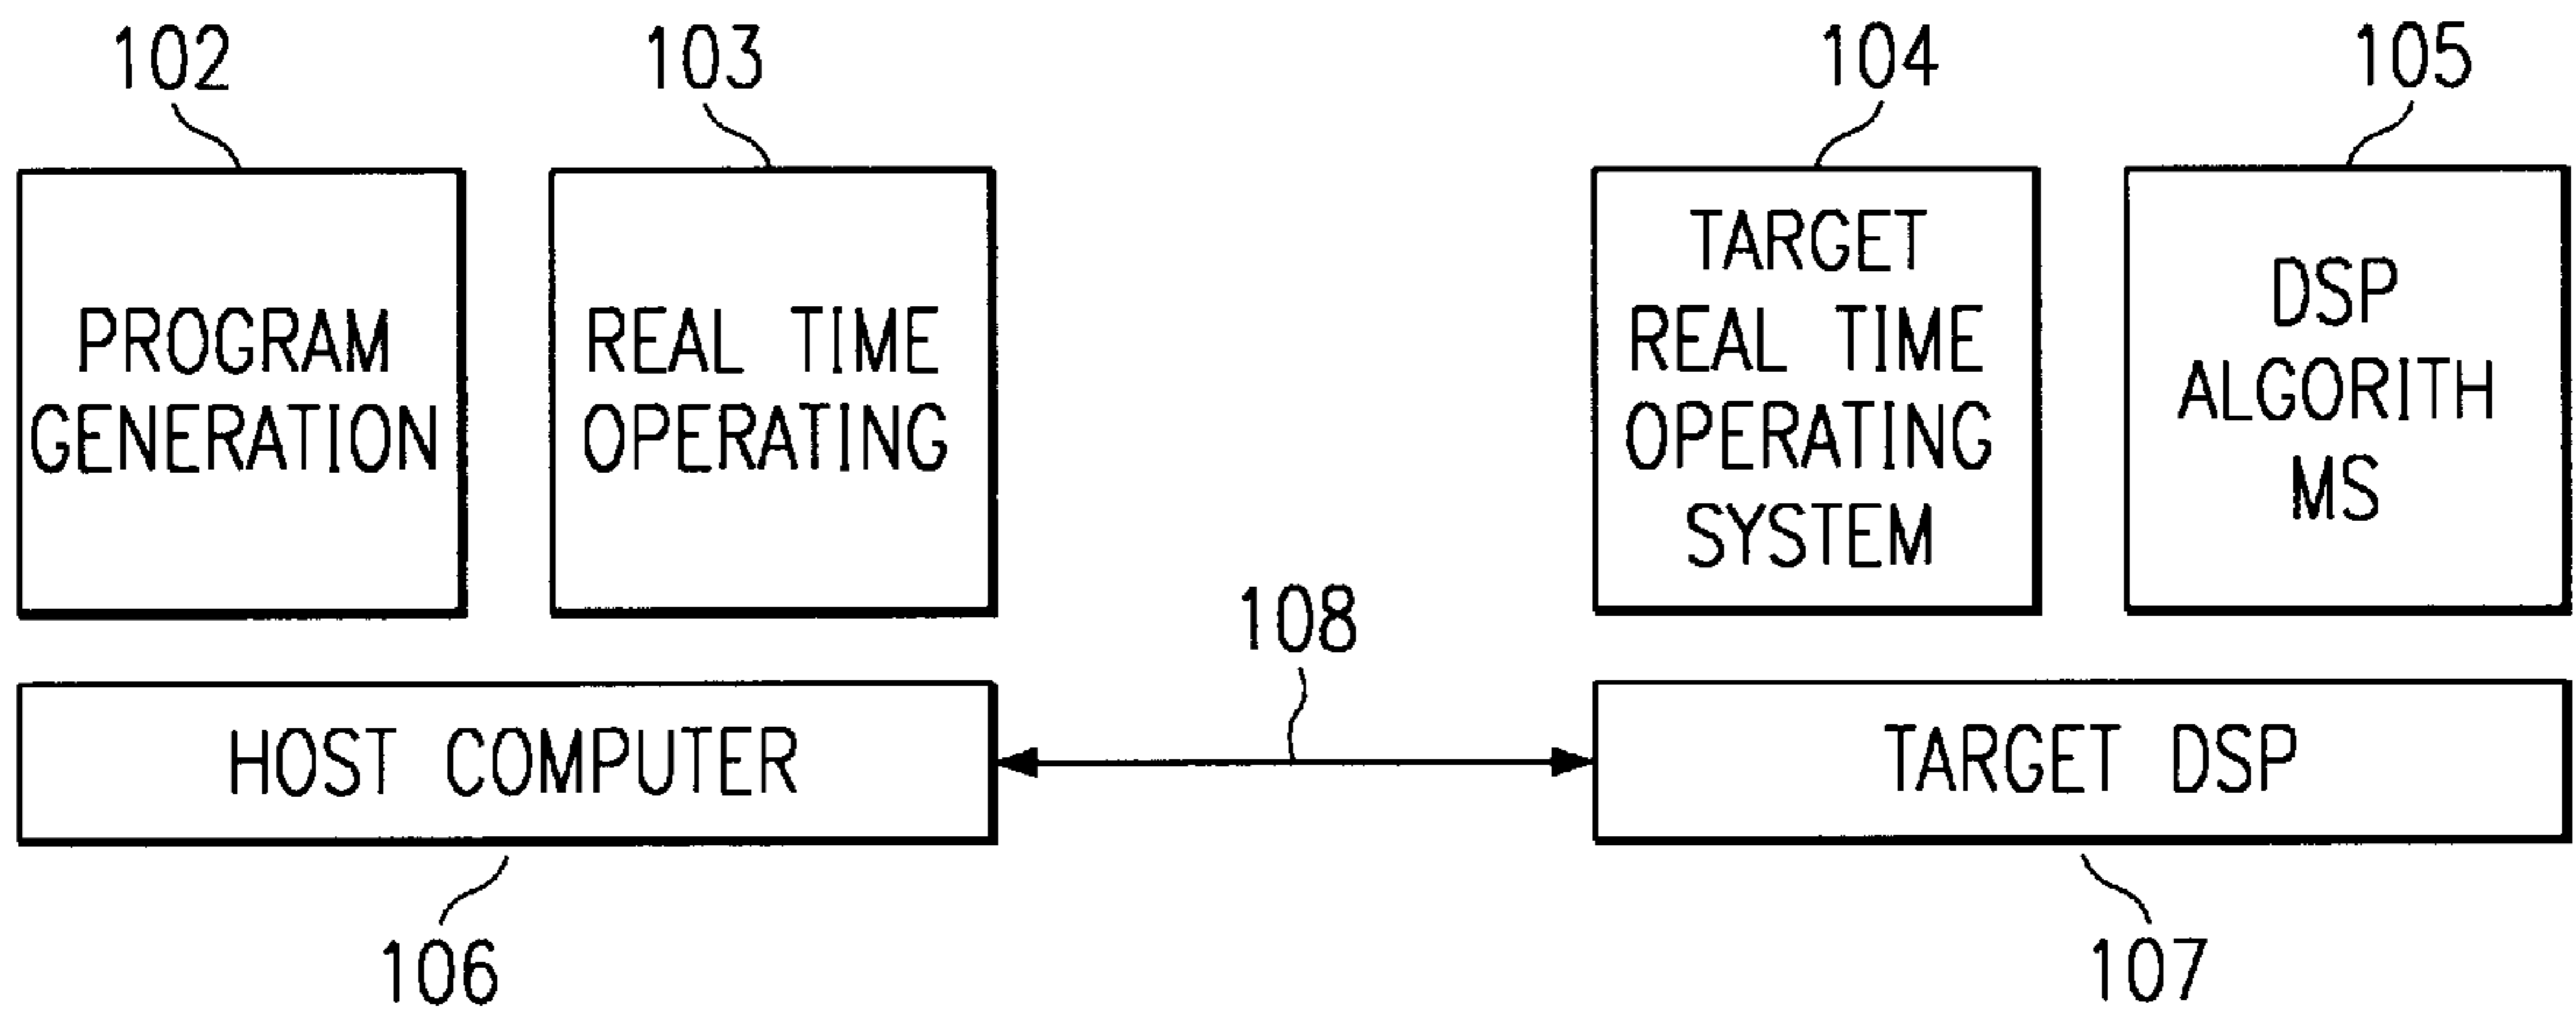 102
103
104
105
PROGRAM
GENERATION
REAL TIME
OPERATING
TARGET
REAL TIME
OPERATING
SYSTEM
DSP
ALGORITH
MS
108
HOST COMPUTER
TARGET DSP
106
107